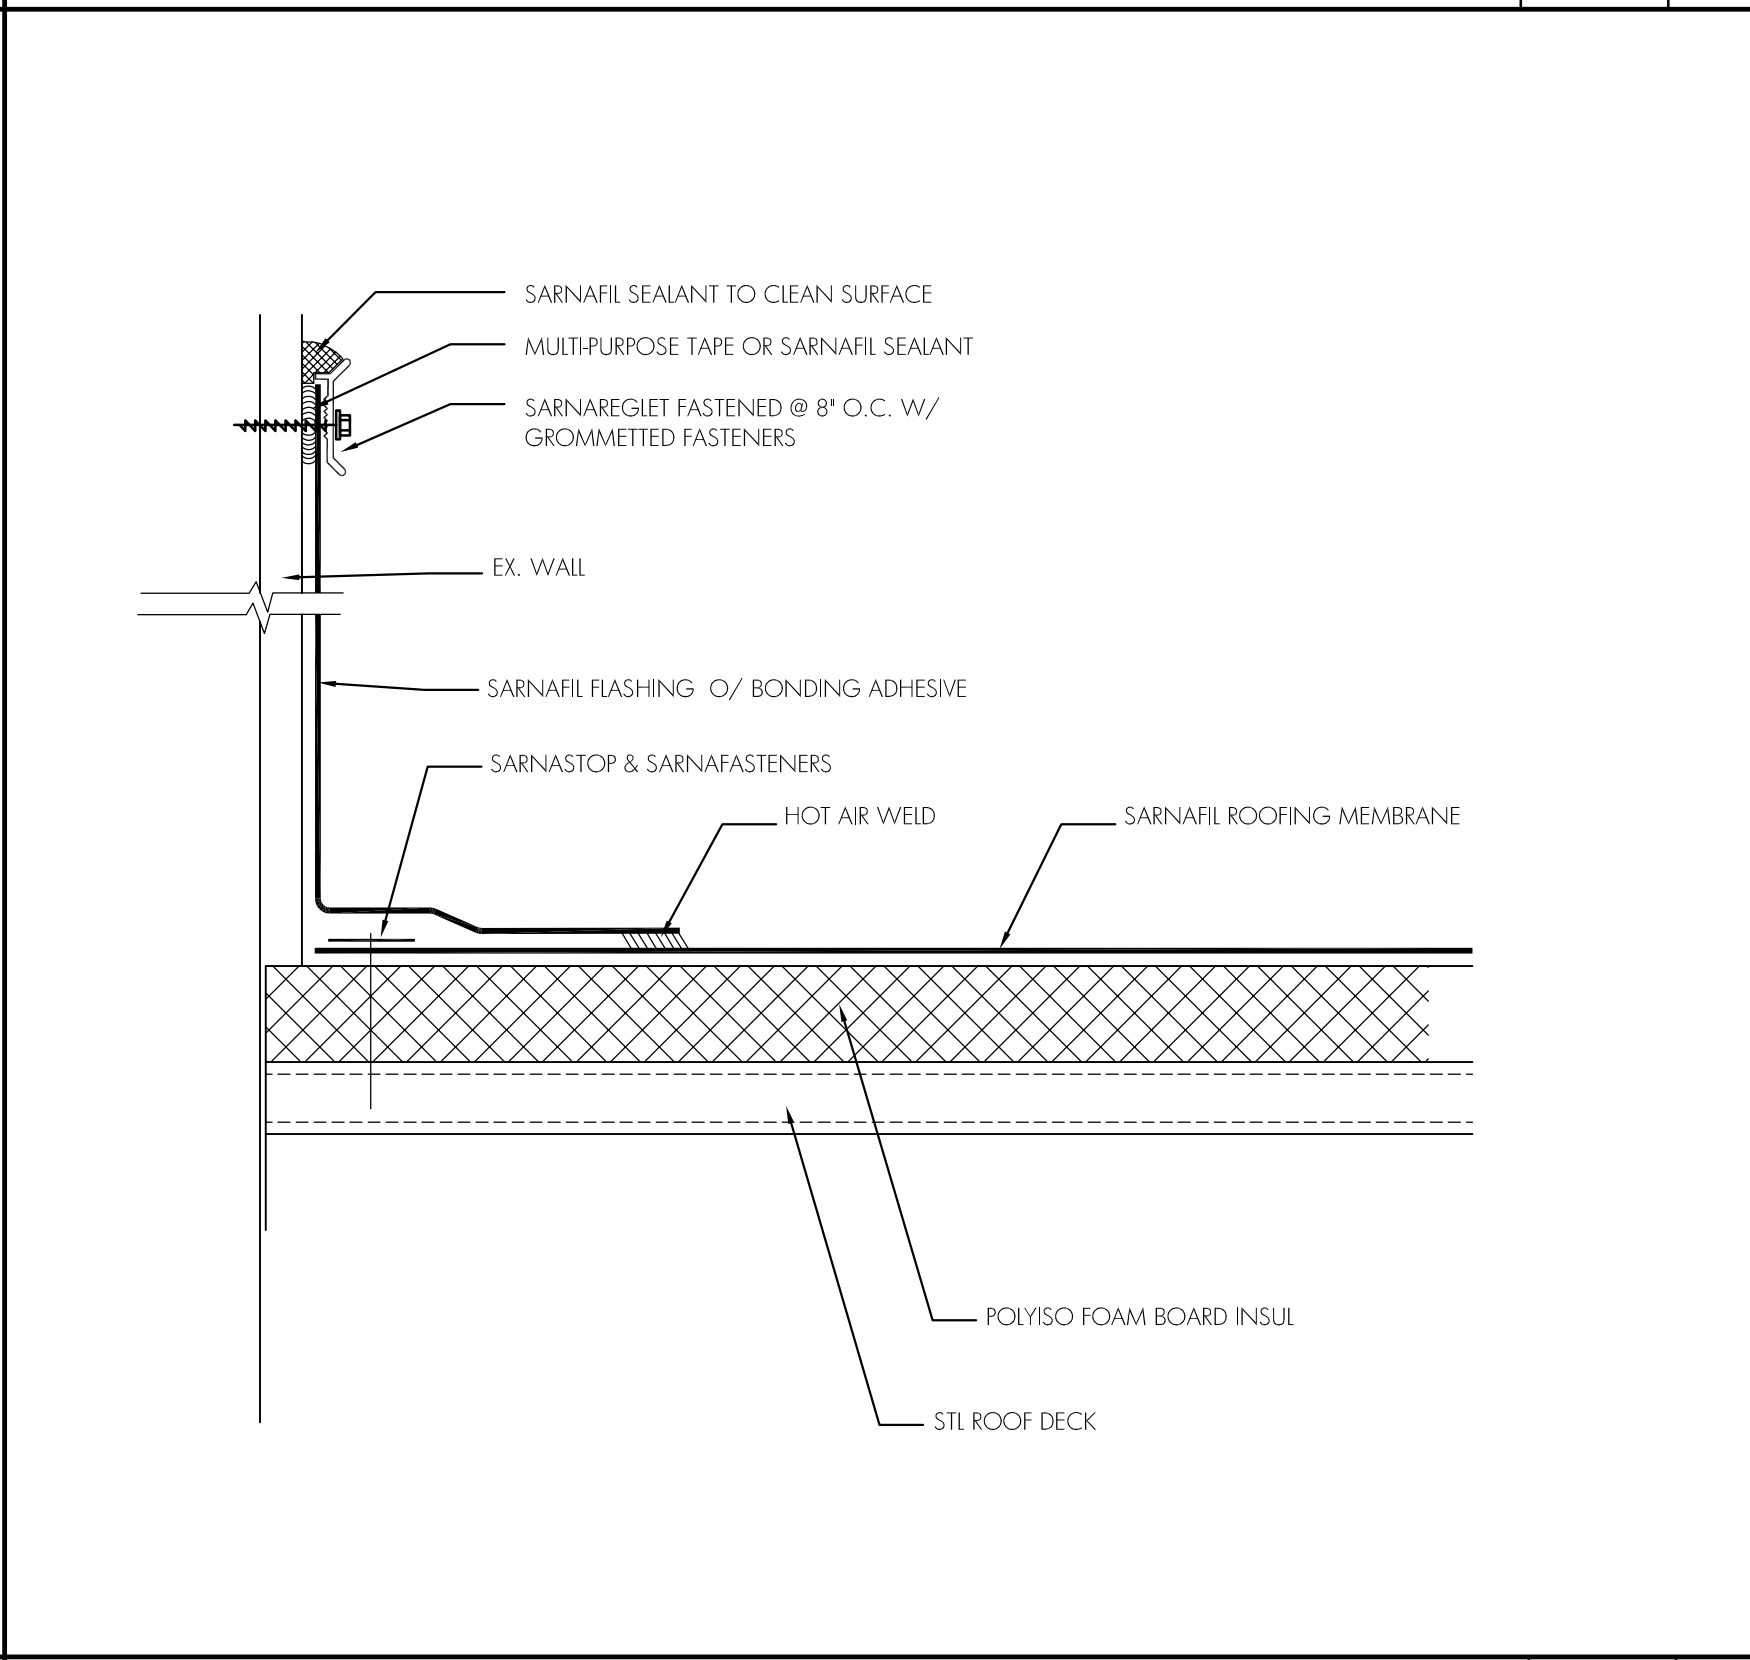 SARNAFIL SEALANT TO CLEAN SURFACE
MULTI-PURPOSE TAPE OR SARNAFIL SEALANT
SARNAREGLET FASTENED @ 8" O.C. W/
GROMMETTED FASTENERS
EX. WALL
SARNAFIL FLASHING O/ BONDING ADHESIVE
SARNASTOP & SARNAFASTENERS
HOT AIR WELD
SARNAFIL ROOFING MEMBRANE
POLYISO FOAM BOARD INSUL
STL ROOF DECK